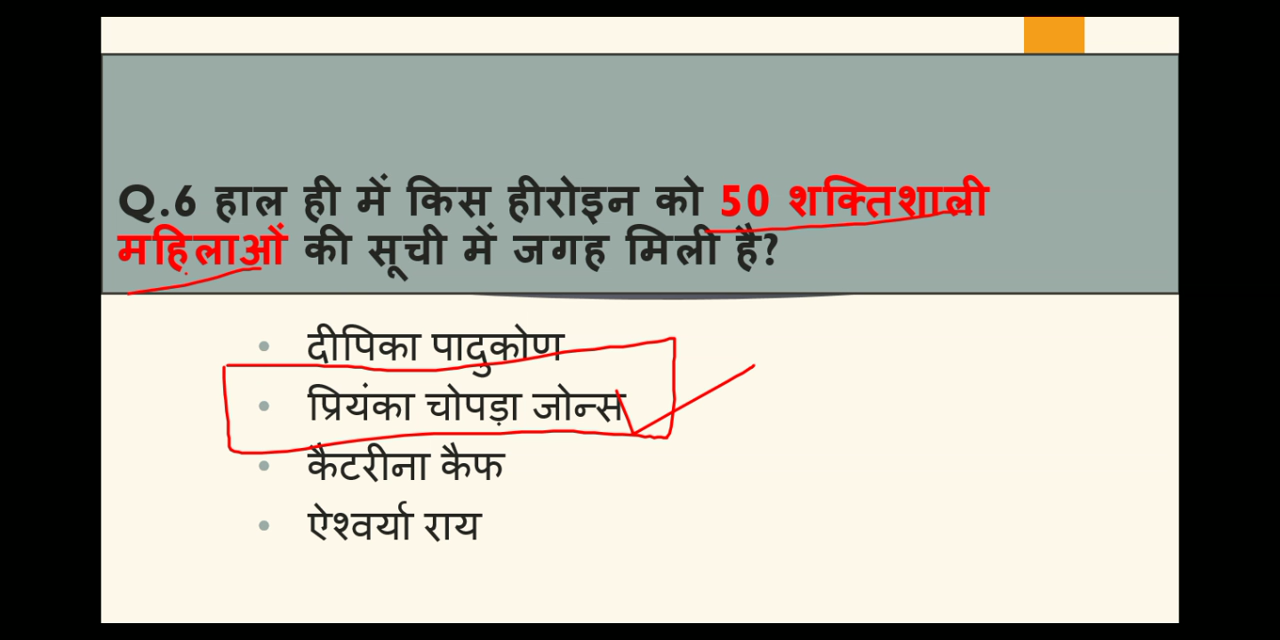 Q.6 हाल ही में किस हीरोइन को 50 शक्तिशाली
महिलाओं की सूची में जगह मिली है?
• दीपिका पादुकोण
• प्रियंका चोपड़ा जोन्स
• कैटरीना कैफ
• ऐश्वर्या राय